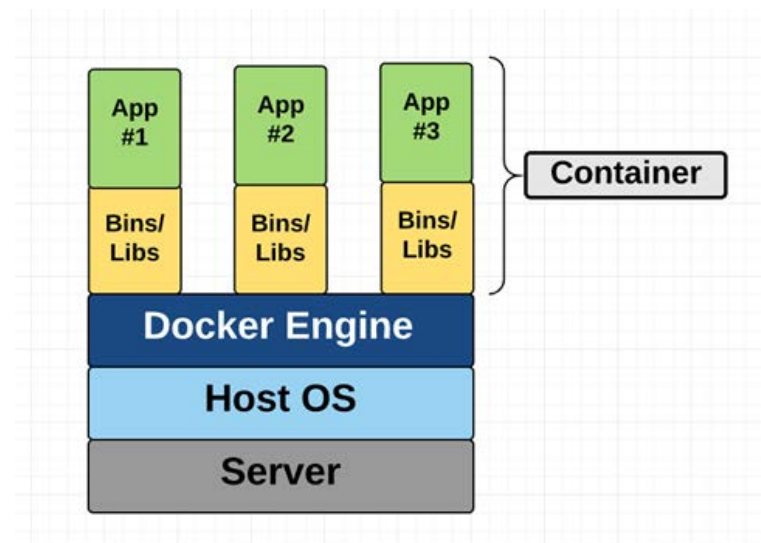 App
#1
App
#2
App
#3
Container
Bins/
Libs
Bins/
Libs
Bins/
Libs
Docker Engine
Host OS
Server